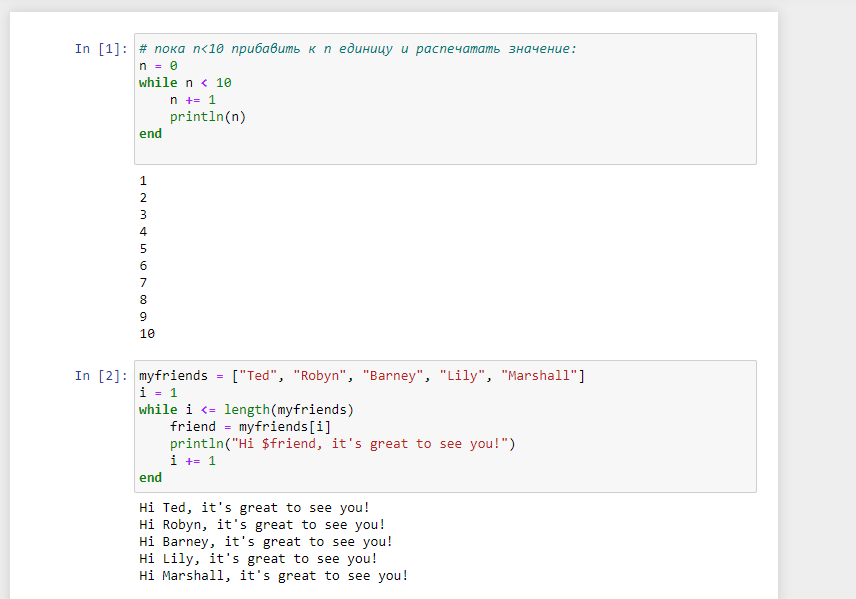 In [1]: # пока n<10 прибавить к n единицу и распечатать значение:
n = 0
while n < 10
    n += 1
    println(n)
end
1
2
3
4
5
6
7
8
9
10
In [2]: myfriends = ["Ted", "Robyn", "Barney", "Lily", "Marshall"]
i = 1
while i <= length(myfriends)
    friend = myfriends[i]
    println("Hi $friend, it's great to see you!")
    i += 1
end
Hi Ted, it's great to see you!
Hi Robyn, it's great to see you!
Hi Barney, it's great to see you!
Hi Lily, it's great to see you!
Hi Marshall, it's great to see you!